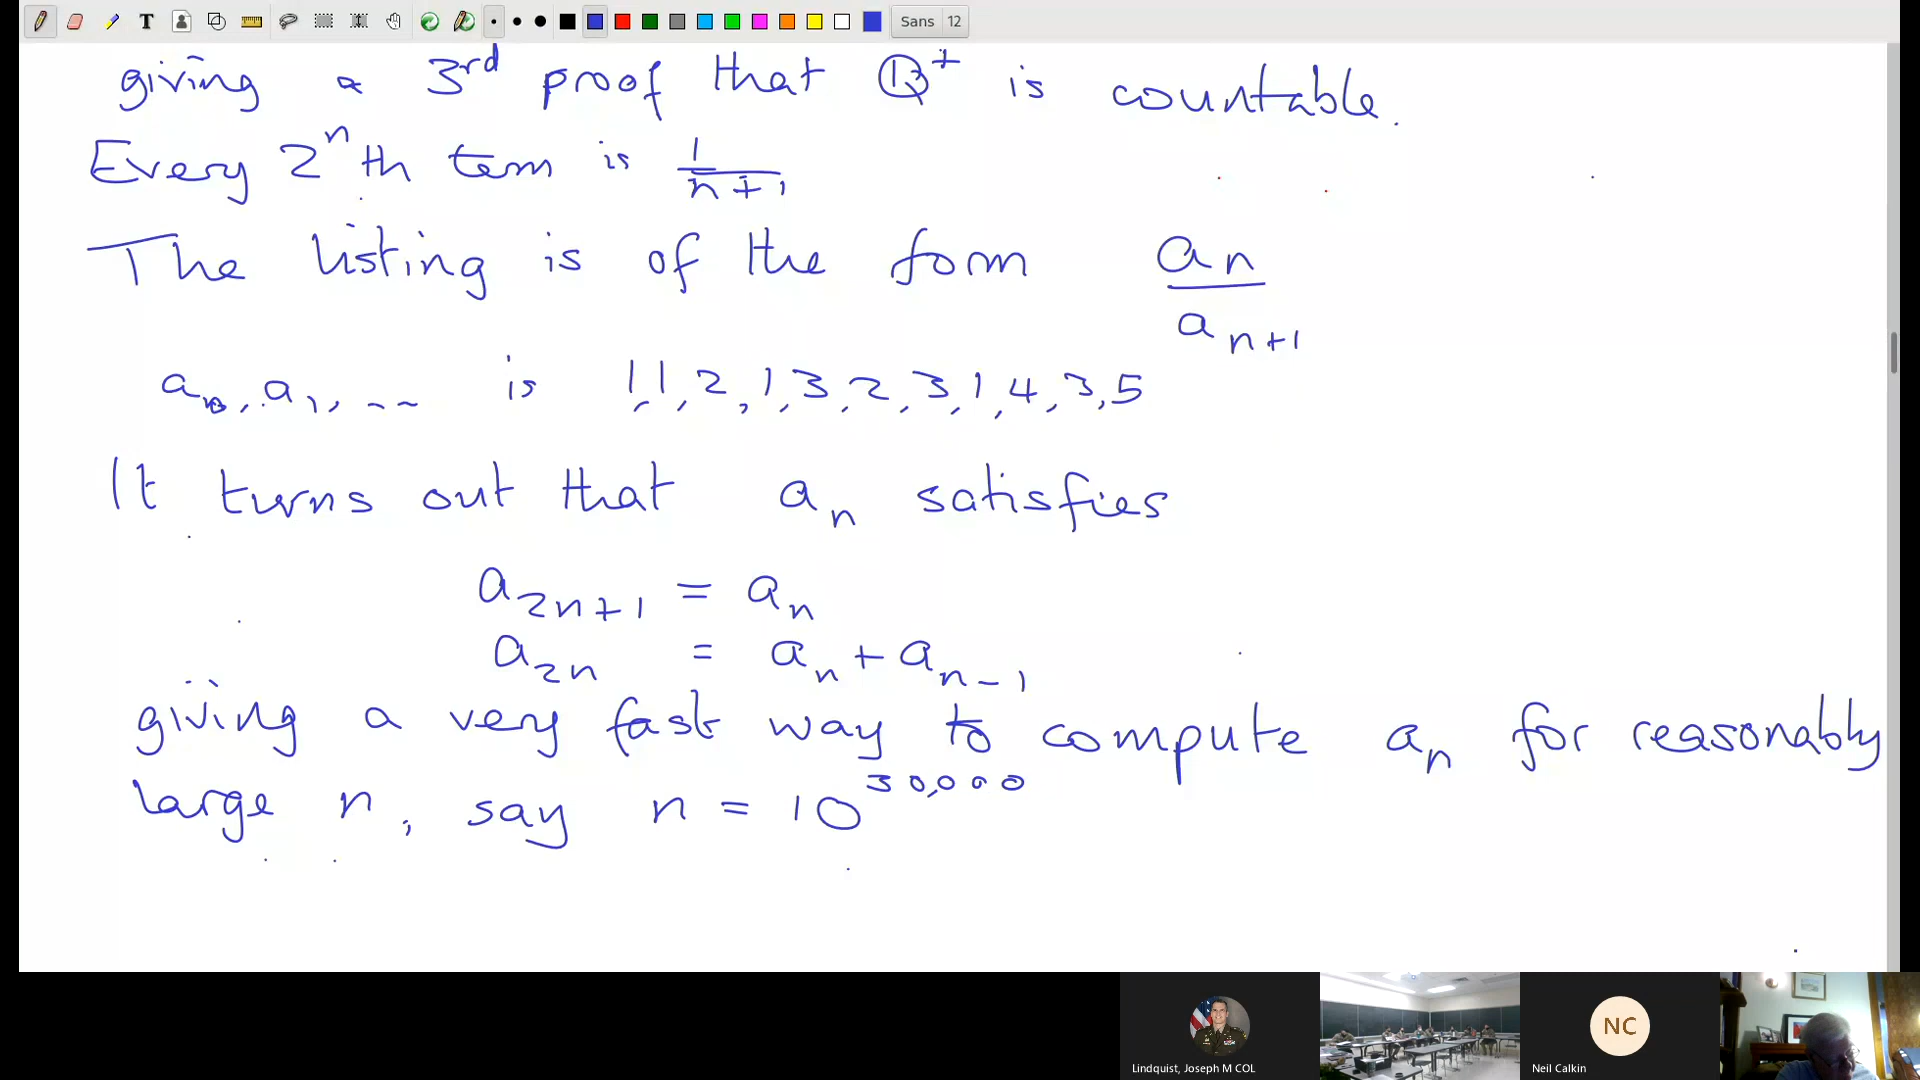 Sans 12
giving a 3rd proof that ℚ⁺ is countable.
Every 2ⁿth term is 1/(n+1)
The listing is of the form aₙ/aₙ₊₁
a₀, a₁, ... is 1,1,2,1,3,2,3,1,4,3,5
It turns out that aₙ satisfies
a₂ₙ₊₁ = aₙ
a₂ₙ = aₙ + aₙ₋₁
giving a very fast way to compute aₙ for reasonably
large n, say n = 10^30,000
NC
Lindquist, Joseph M COL
Neil Calkin